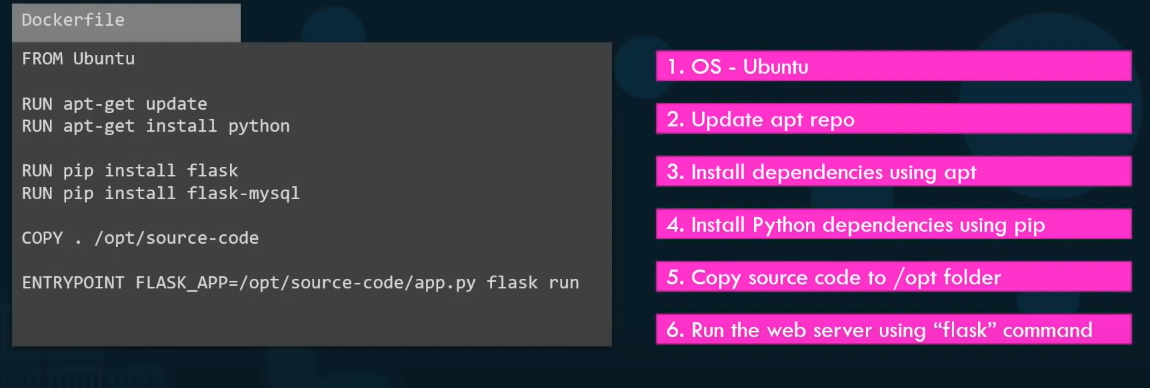 Dockerfile
FROM Ubuntu
RUN apt-get update
RUN apt-get install python
RUN pip install flask
RUN pip install flask-mysql
COPY . /opt/source-code
ENTRYPOINT FLASK_APP=/opt/source-code/app.py flask run
1. OS - Ubuntu
2. Update apt repo
3. Install dependencies using apt
4. Install Python dependencies using pip
5. Copy source code to /opt folder
6. Run the web server using “flask” command